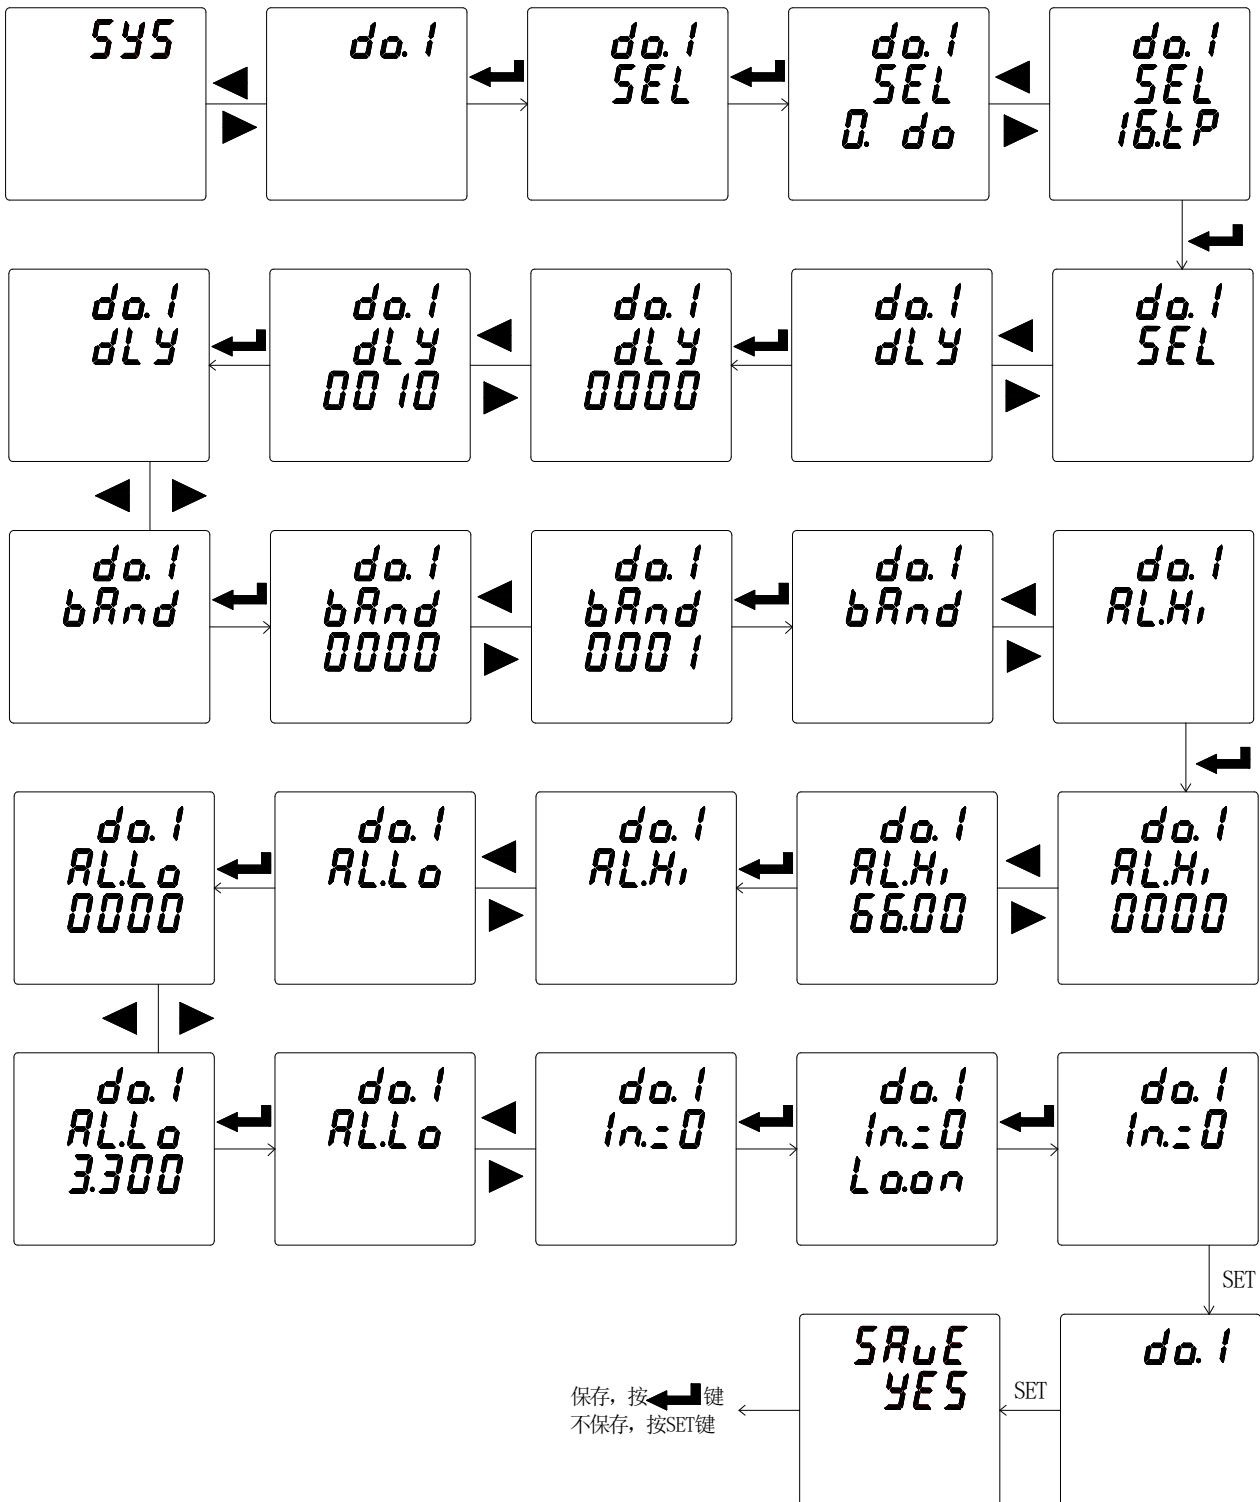 SYS
do.1
do.1
SEL
do.1
SEL
0. do
do.1
SEL
16.tP
do.1
dLY
do.1
dLY
0010
do.1
dLY
0000
do.1
dLY
do.1
SEL
do.1
bAnd
do.1
bAnd
0000
do.1
bAnd
0001
do.1
bAnd
do.1
AL.Hi
do.1
AL.Lo
0000
do.1
AL.Lo
do.1
AL.Hi
do.1
AL.Hi
66.00
do.1
AL.Hi
0000
do.1
AL.Lo
3.300
do.1
AL.Lo
do.1
In.=0
do.1
In.=0
Lo.on
do.1
In.=0
SET
SAvE
YES
SET
do.1
保存，按键
不保存，按SET键